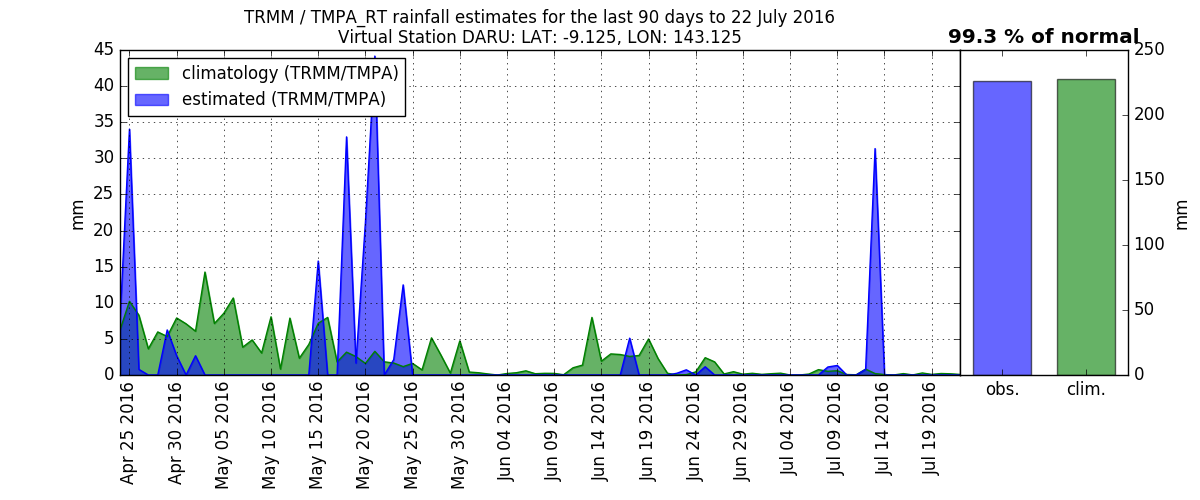 TRMM / TMPA_RT rainfall estimates for the last 90 days to 22 July 2016
Virtual Station DARU: LAT: -9.125, LON: 143.125
99.3 % of normal
climatology (TRMM/TMPA)
estimated (TRMM/TMPA)
mm
45
40
35
30
25
20
15
10
5
0
Apr 25 2016
Apr 30 2016
May 05 2016
May 10 2016
May 15 2016
May 20 2016
May 25 2016
May 30 2016
Jun 04 2016
Jun 09 2016
Jun 14 2016
Jun 19 2016
Jun 24 2016
Jun 29 2016
Jul 04 2016
Jul 09 2016
Jul 14 2016
Jul 19 2016
obs.
clim.
250
200
150
100
50
0
mm